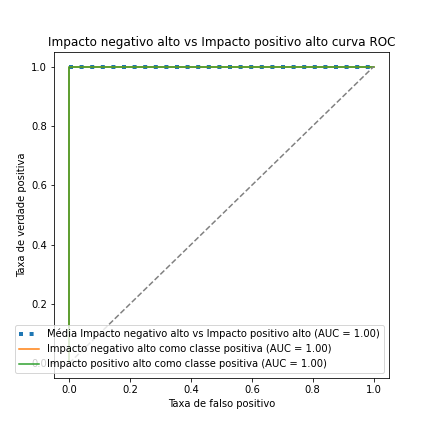 Impacto negativo alto vs Impacto positivo alto curva ROC
1.0
0.8
0.6
0.4
0.2
0.0
Taxa de verdade positiva
Média Impacto negativo alto vs Impacto positivo alto (AUC = 1.00)
Impacto negativo alto como classe positiva (AUC = 1.00)
Impacto positivo alto como classe positiva (AUC = 1.00)
0.0 0.2 0.4 0.6 0.8 1.0
Taxa de falso positivo